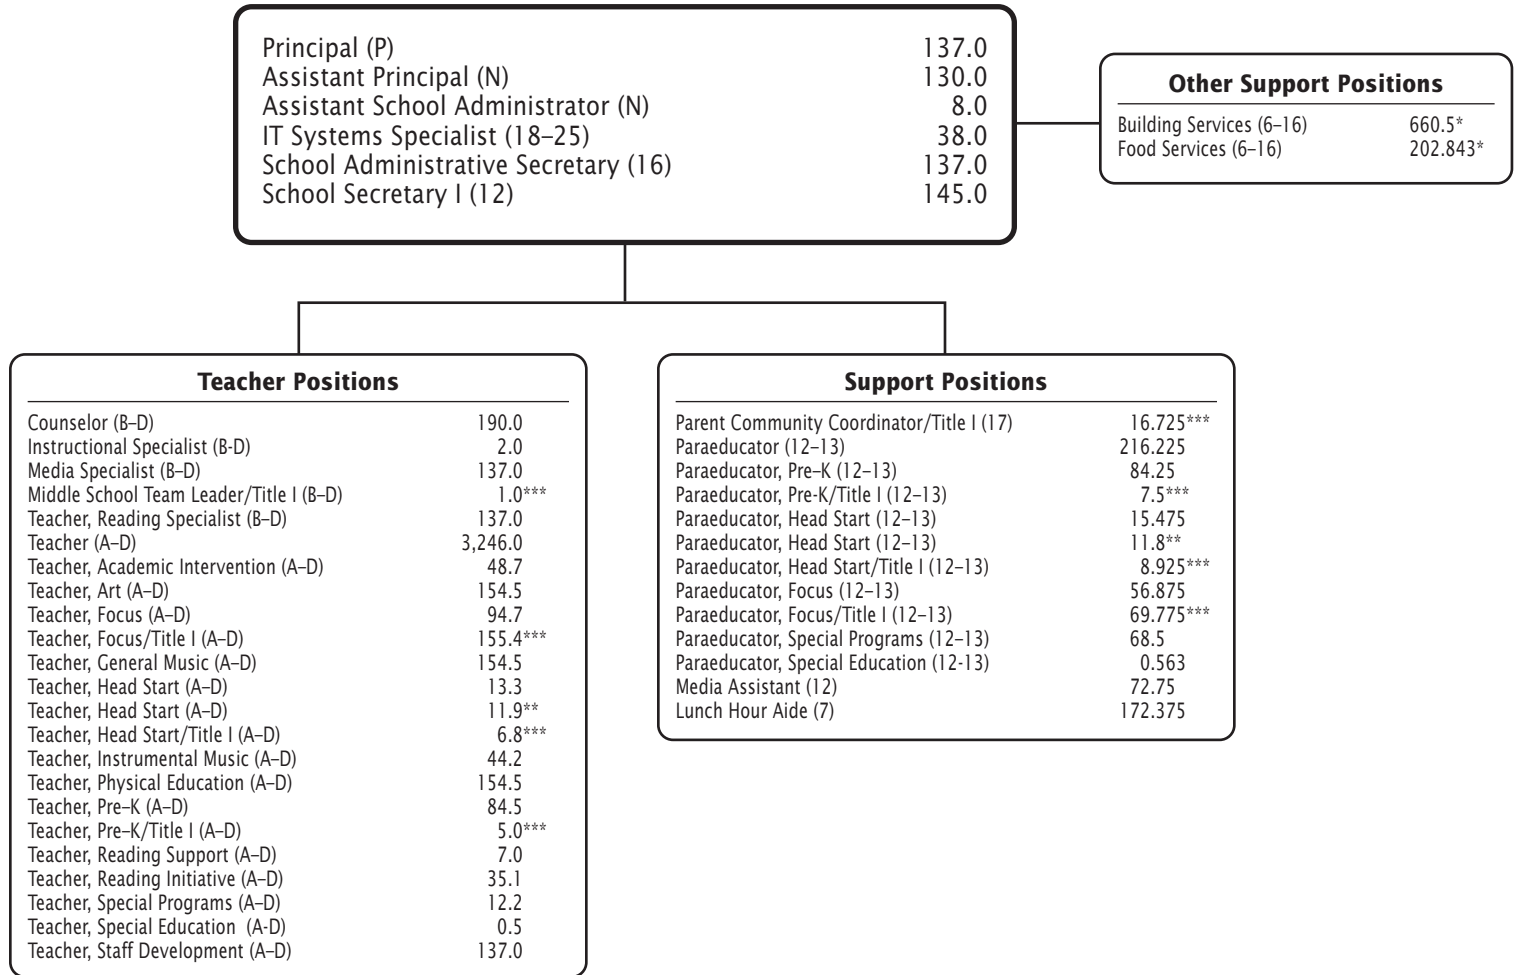 Principal (P) 137.0
Assistant Principal (N) 130.0
Assistant School Administrator (N) 8.0
IT Systems Specialist (18–25) 38.0
School Administrative Secretary (16) 137.0
School Secretary I (12) 145.0
Other Support Positions
Building Services (6–16) 660.5*
Food Services (6–16) 202.843*
Teacher Positions
Counselor (B–D) 190.0
Instructional Specialist (B-D) 2.0
Media Specialist (B–D) 137.0
Middle School Team Leader/Title I (B–D) 1.0***
Teacher, Reading Specialist (B–D) 137.0
Teacher (A–D) 3,246.0
Teacher, Academic Intervention (A–D) 48.7
Teacher, Art (A–D) 154.5
Teacher, Focus (A–D) 94.7
Teacher, Focus/Title I (A–D) 155.4***
Teacher, General Music (A–D) 154.5
Teacher, Head Start (A–D) 13.3
Teacher, Head Start (A–D) 11.9**
Teacher, Head Start/Title I (A–D) 6.8***
Teacher, Instrumental Music (A–D) 44.2
Teacher, Physical Education (A–D) 154.5
Teacher, Pre–K (A–D) 84.5
Teacher, Pre–K/Title I (A–D) 5.0***
Teacher, Reading Support (A–D) 7.0
Teacher, Reading Initiative (A–D) 35.1
Teacher, Special Programs (A–D) 12.2
Teacher, Special Education (A-D) 0.5
Teacher, Staff Development (A–D) 137.0
Support Positions
Parent Community Coordinator/Title I (17) 16.725***
Paraeducator (12–13) 216.225
Paraeducator, Pre–K (12–13) 84.25
Paraeducator, Pre-K/Title I (12–13) 7.5***
Paraeducator, Head Start (12–13) 15.475
Paraeducator, Head Start (12–13) 11.8**
Paraeducator, Head Start/Title I (12–13) 8.925***
Paraeducator, Focus (12–13) 56.875
Paraeducator, Focus/Title I (12–13) 69.775***
Paraeducator, Special Programs (12–13) 68.5
Paraeducator, Special Education (12-13) 0.563
Media Assistant (12) 72.75
Lunch Hour Aide (7) 172.375